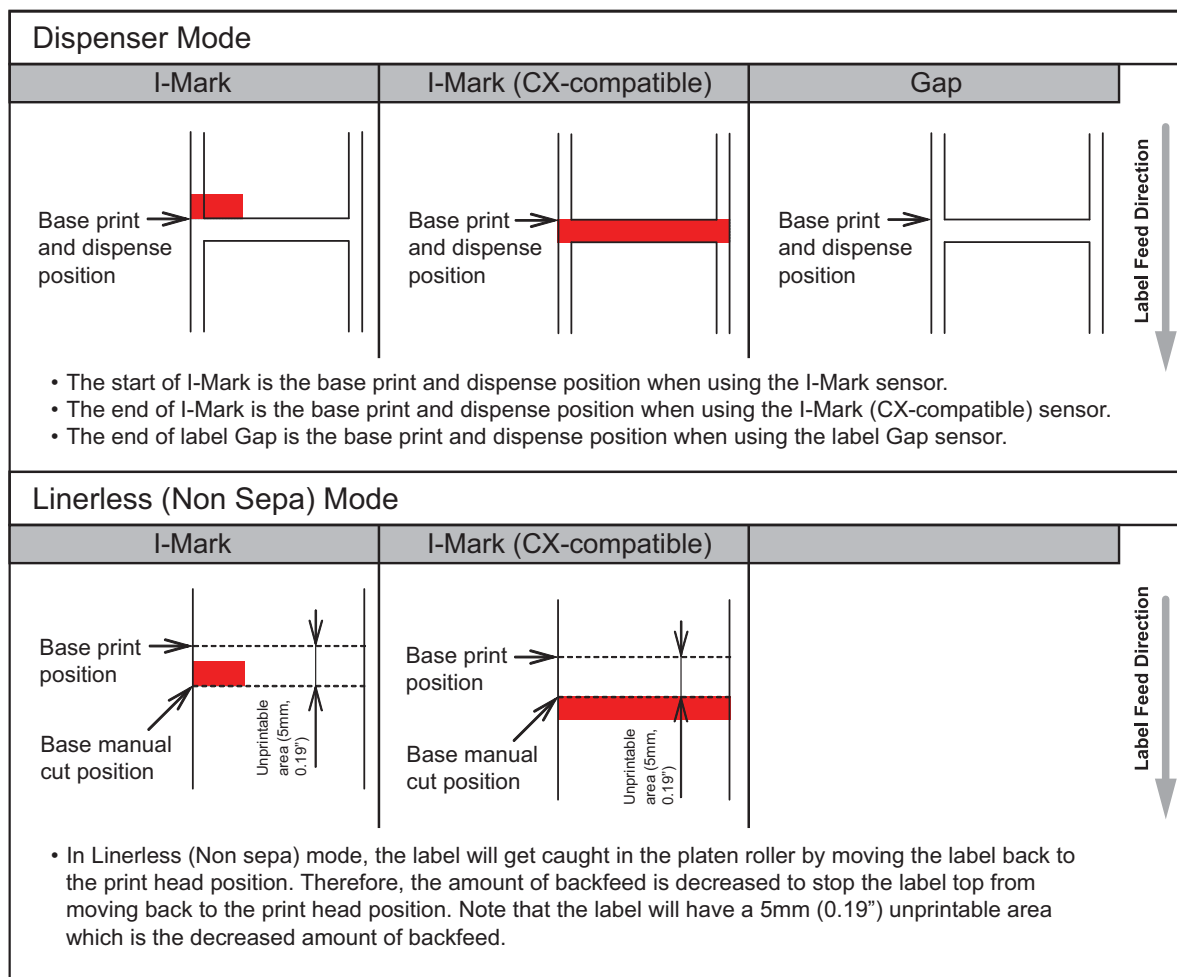 Dispenser Mode
I-Mark
I-Mark (CX-compatible)
Gap
Base print
and dispense
position
Base print
and dispense
position
Base print
and dispense
position
Label Feed Direction
• The start of I-Mark is the base print and dispense position when using the I-Mark sensor.
• The end of I-Mark is the base print and dispense position when using the I-Mark (CX-compatible) sensor.
• The end of label Gap is the base print and dispense position when using the label Gap sensor.
Linerless (Non Sepa) Mode
I-Mark
I-Mark (CX-compatible)
Base print
position
Base manual
cut position
Unprintable
area (5mm,
0.19”)
Base print
position
Base manual
cut position
Unprintable
area (5mm,
0.19”)
Label Feed Direction
• In Linerless (Non sepa) mode, the label will get caught in the platen roller by moving the label back to
the print head position. Therefore, the amount of backfeed is decreased to stop the label top from
moving back to the print head position. Note that the label will have a 5mm (0.19”) unprintable area
which is the decreased amount of backfeed.